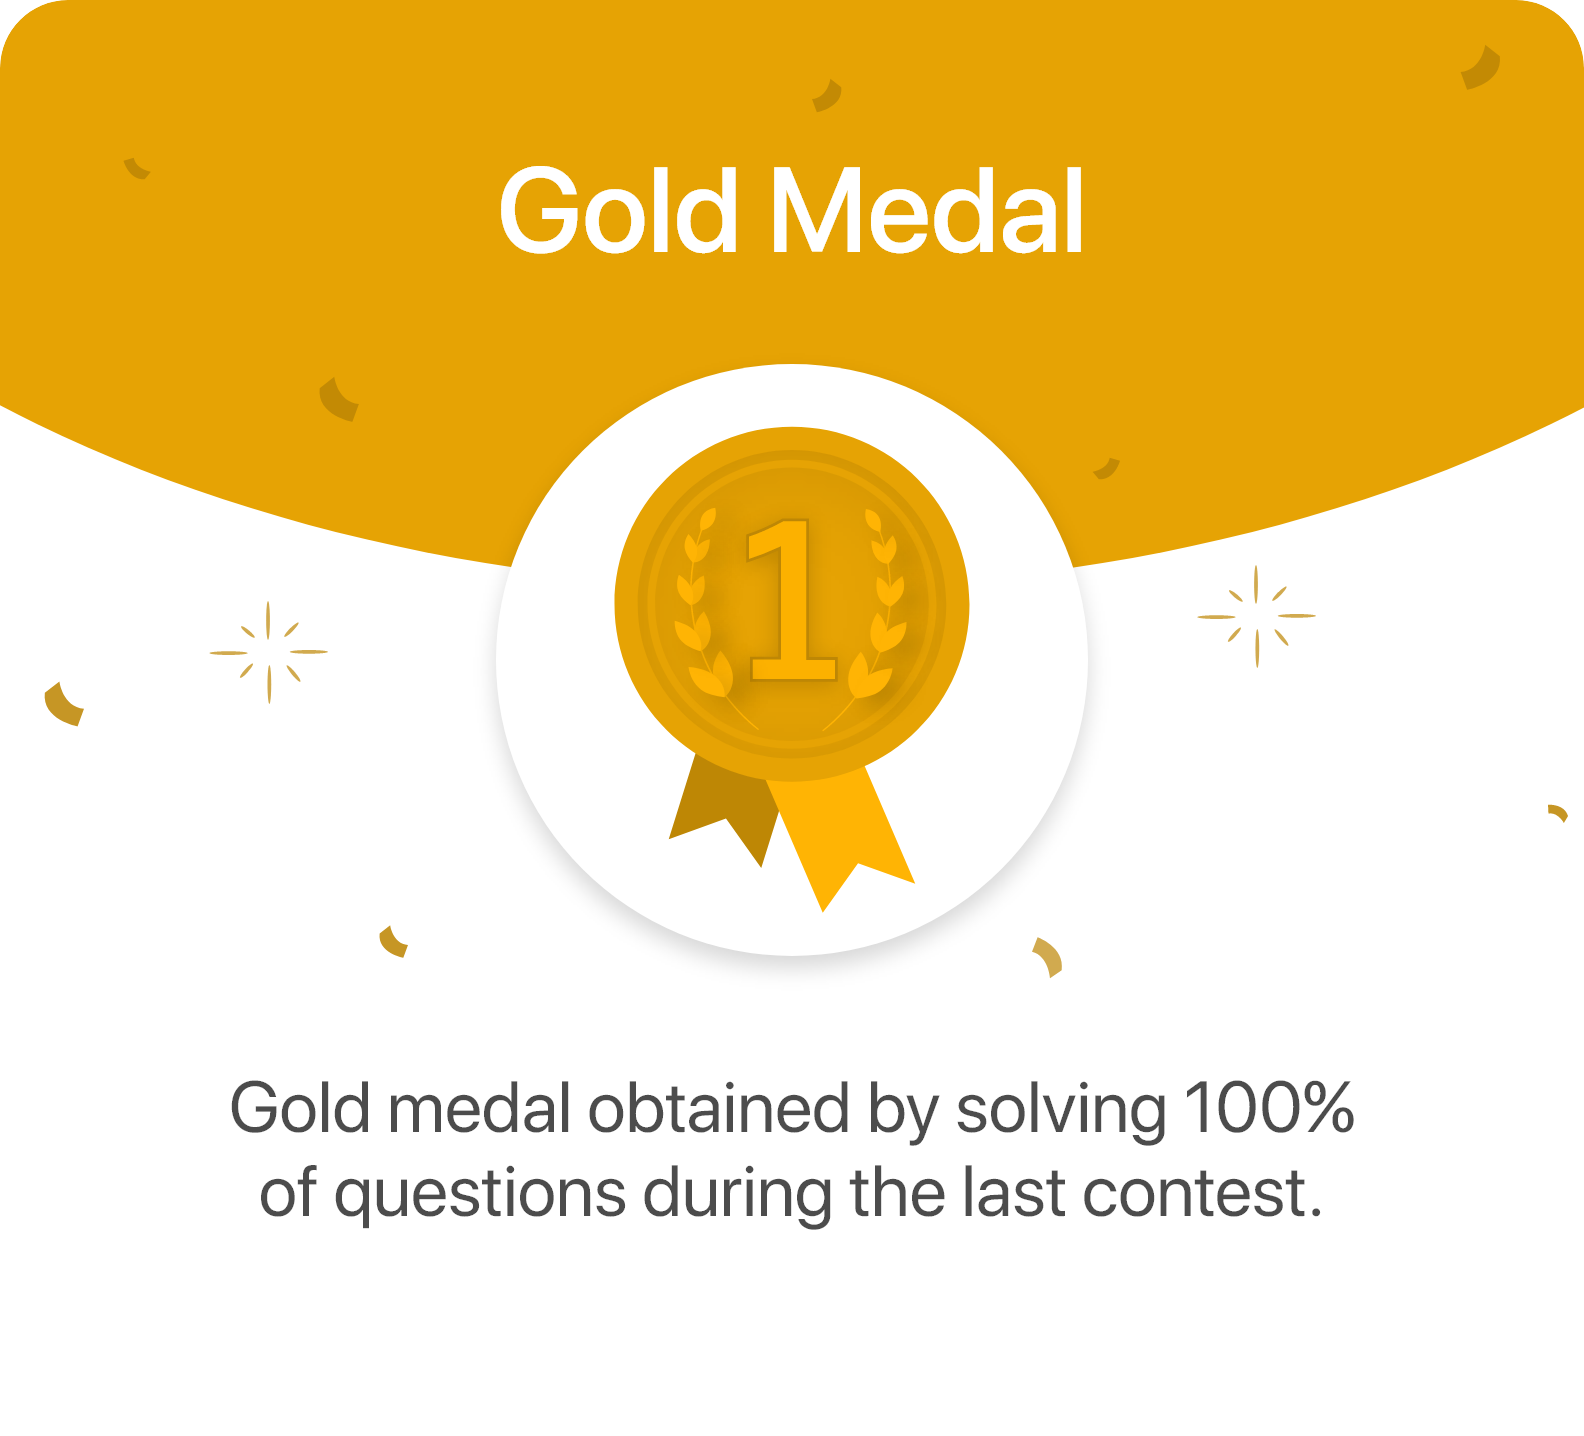 Gold Medal
1
Gold medal obtained by solving 100%
of questions during the last contest.